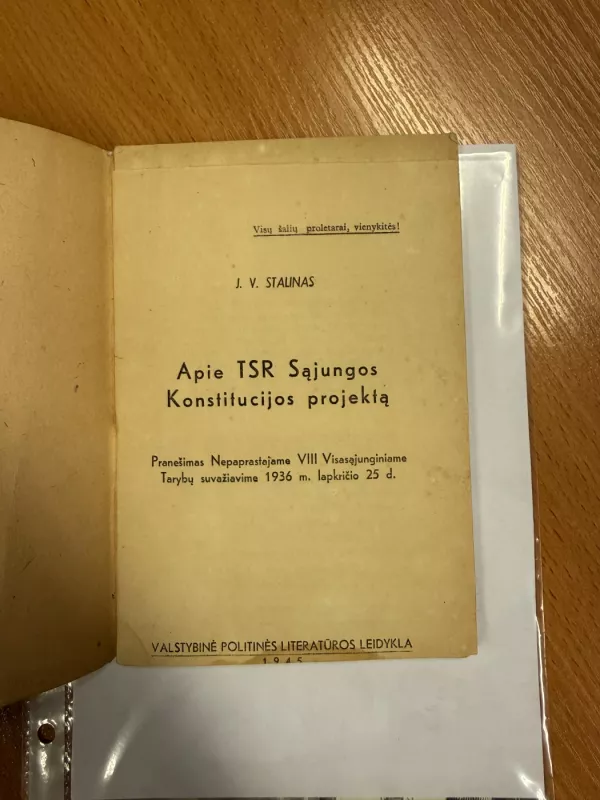 Visų šalių proletarai, vienykitės!
J. V. STALINAS
Apie TSR Sąjungos
Konstitucijos projektą
Pranešimas Nepaprastajame VIII Visasąjunginiame
Tarybų suvažiavime 1936 m. lapkričio 25 d.
VALSTYBINĖ POLITINĖS LITERATŪROS LEIDYKLA
1945